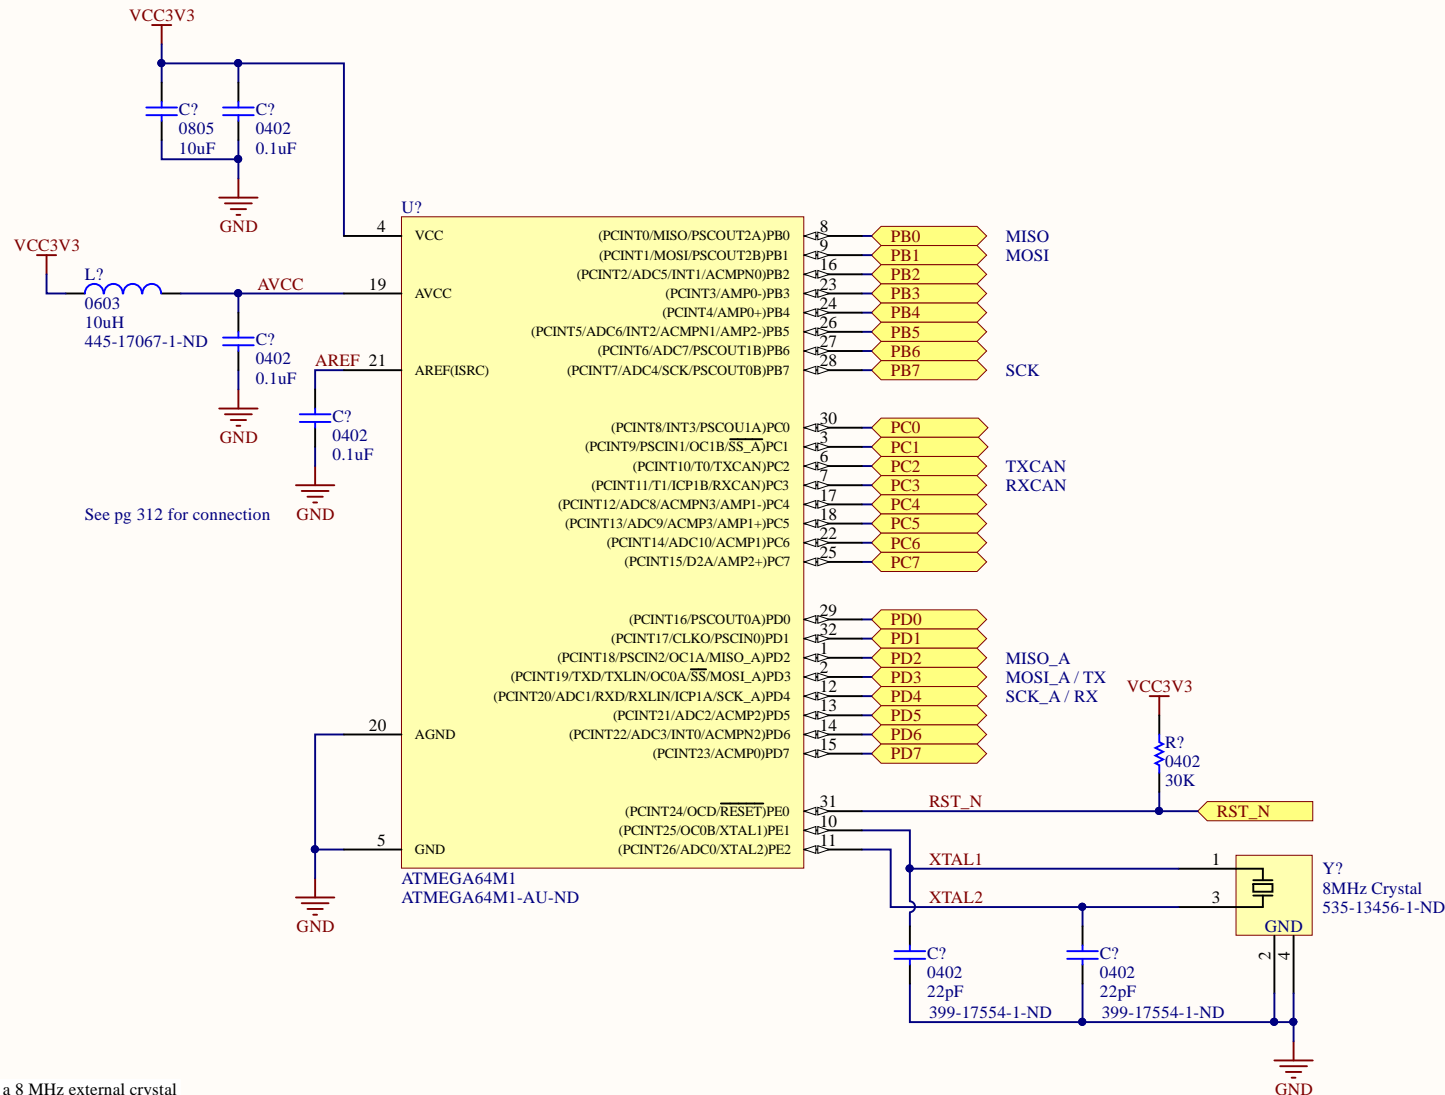 VCC3V3
C?
0805
10uF
C?
0402
0.1uF
GND
VCC3V3
L?
0603
10uH
445-17067-1-ND
AVCC
C?
0402
0.1uF
GND
AREF
C?
0402
0.1uF
GND
See pg 312 for connection
U?
4 VCC
19 AVCC
21 AREF(ISRC)
20 AGND
5 GND
GND
(PCINT0/MISO/PSCOUT2A)PB0 8 PB0 MISO
(PCINT1/MOSI/PSCOUT2B)PB1 9 PB1 MOSI
(PCINT2/ADC5/INT1/ACMPN0)PB2 16 PB2
(PCINT3/AMP0-)PB3 23 PB3
(PCINT4/AMP0+)PB4 24 PB4
(PCINT5/ADC6/INT2/ACMPN1/AMP2-)PB5 26 PB5
(PCINT6/ADC7/PSCOUT1B)PB6 27 PB6
(PCINT7/ADC4/SCK/PSCOUT0B)PB7 28 PB7 SCK
(PCINT8/INT3/PSCOU1A)PC0 30 PC0
(PCINT9/PSCIN1/OC1B/SS_A)PC1 3 PC1
(PCINT10/T0/TXCAN)PC2 6 PC2 TXCAN
(PCINT11/T1/ICP1B/RXCAN)PC3 7 PC3 RXCAN
(PCINT12/ADC8/ACMPN3/AMP1-)PC4 17 PC4
(PCINT13/ADC9/ACMP3/AMP1+)PC5 18 PC5
(PCINT14/ADC10/ACMP1)PC6 22 PC6
(PCINT15/D2A/AMP2+)PC7 25 PC7
(PCINT16/PSCOUT0A)PD0 29 PD0
(PCINT17/CLKO/PSCIN0)PD1 32 PD1
(PCINT18/PSCIN2/OC1A/MISO_A)PD2 1 PD2 MISO_A
(PCINT19/TXD/TXLIN/OC0A/SS/MOSI_A)PD3 2 PD3 MOSI_A / TX
(PCINT20/ADC1/RXD/RXLIN/ICP1A/SCK_A)PD4 12 PD4 SCK_A / RX
(PCINT21/ADC2/ACMP2)PD5 13 PD5
(PCINT22/ADC3/INT0/ACMPN2)PD6 14 PD6
(PCINT23/ACMP0)PD7 15 PD7
(PCINT24/OCD/RESET)PE0 31 RST_N RST_N
(PCINT25/OC0B/XTAL1)PE1 10
(PCINT26/ADC0/XTAL2)PE2 11
ATMEGA64M1
ATMEGA64M1-AU-ND
VCC3V3
R?
0402
30K
XTAL1 1
XTAL2 3
Y?
8MHz Crystal
535-13456-1-ND
GND
2
4
C?
0402
22pF
399-17554-1-ND
C?
0402
22pF
399-17554-1-ND
GND
a 8 MHz external crystal